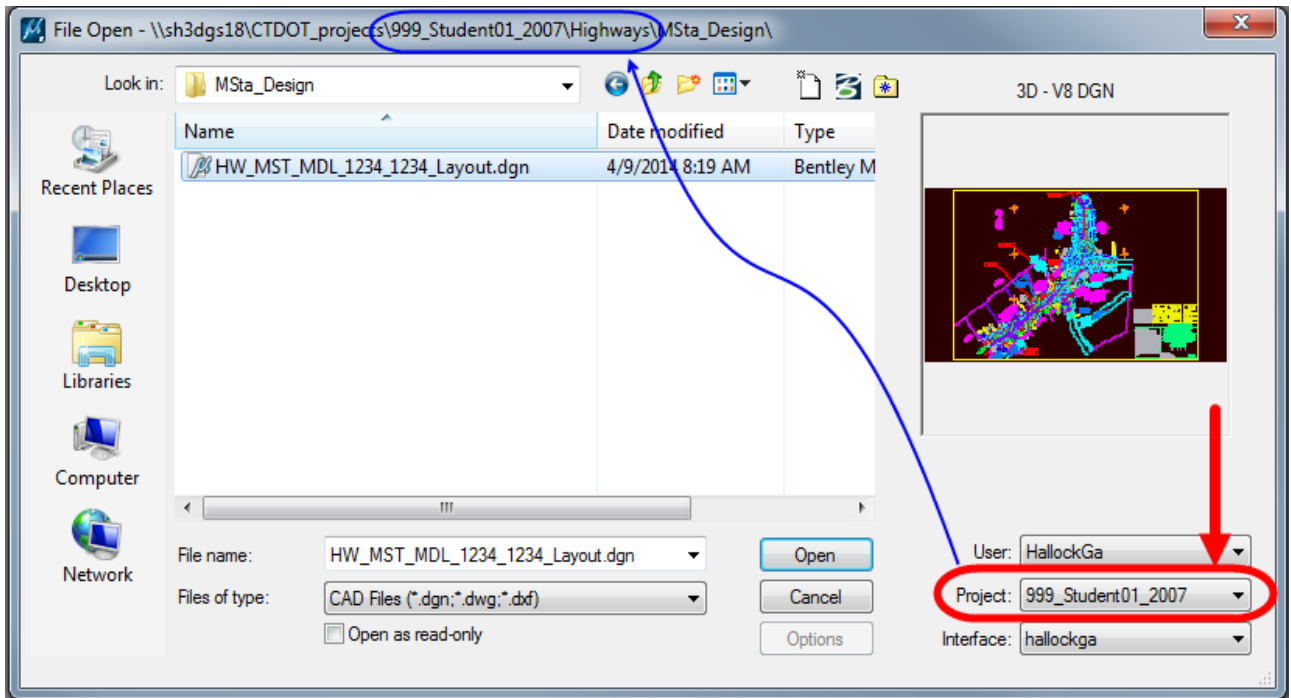 File Open - \\sh3dgs18\CTDOT_projects\999_Student01_2007\Highways\MSta_Design\
Look in: MSta_Design
3D - V8 DGN
Name Date modified Type
HW_MST_MDL_1234_1234_Layout.dgn 4/9/2014 8:19 AM Bentley M
Recent Places
Desktop
Libraries
Computer
Network
File name: HW_MST_MDL_1234_1234_Layout.dgn Open User: HallockGa
Files of type: CAD Files (*.dgn;*.dwg;*.dxf) Cancel Project: 999_Student01_2007
Open as read-only Options Interface: hallockga